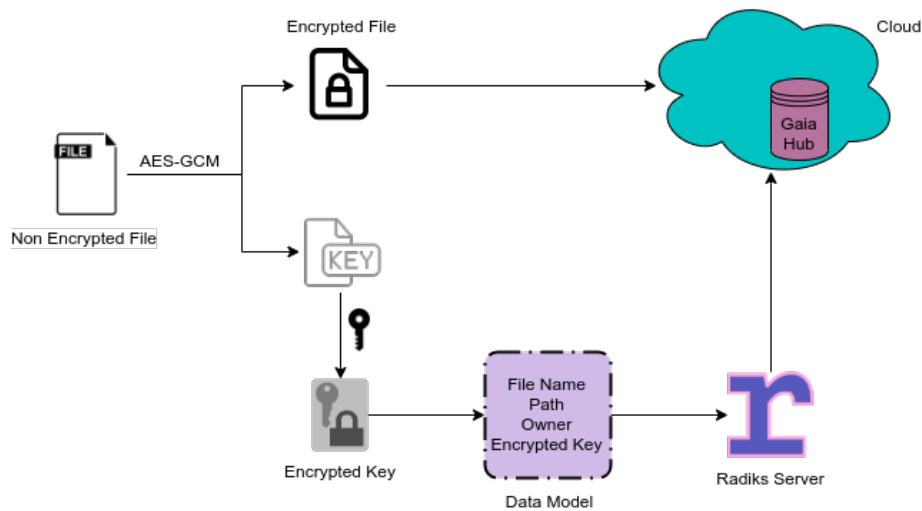 Encrypted File
Cloud
Gaia
Hub
FILE
AES-GCM
Non Encrypted File
KEY
File Name
Path
Owner
Encrypted Key
r
Encrypted Key
Radiks Server
Data Model